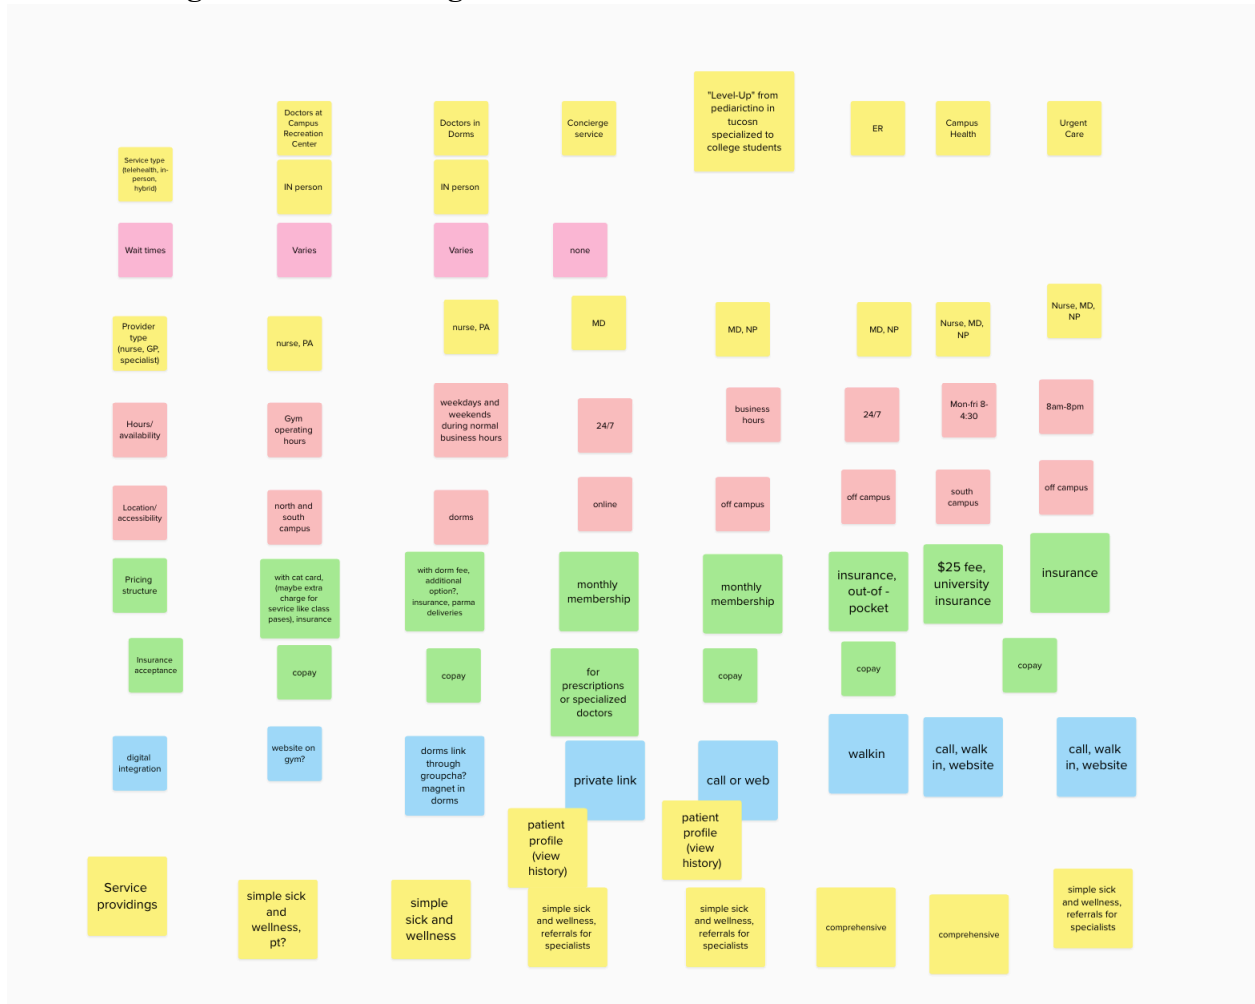 "Level-Up" from
pediarictino in
tucosn
specialized to
college students
Doctors at
Campus
Recreation
Center
Doctors in
Dorms
Concierge
service
ER
Campus
Health
Urgent
Care
Service type
(telehealth, in-
person,
hybrid)
IN person
IN person
Wait times
Varies
Varies
none
Provider
type
(nurse, GP,
specialist)
nurse, PA
nurse, PA
MD
MD, NP
MD, NP
Nurse, MD,
NP
Nurse, MD,
NP
Hours/
availability
Gym
operating
hours
weekdays and
weekends
during normal
business hours
24/7
business
hours
24/7
Mon-fri 8-
4:30
8am-8pm
Location/
accessibility
north and
south
campus
dorms
online
off campus
off campus
south
campus
off campus
Pricing
structure
with cat card,
(maybe extra
charge for
sevrice like class
pases), insurance
with dorm fee,
additional
option?,
insurance, parma
deliveries
monthly
membership
monthly
membership
insurance,
out-of -
pocket
$25 fee,
university
insurance
insurance
Insurance
acceptance
copay
copay
for
prescriptions
or specialized
doctors
copay
copay
copay
digital
integration
website on
gym?
dorms link
through
groupcha?
magnet in
dorms
private link
call or web
walkin
call, walk
in, website
call, walk
in, website
patient
profile
(view
history)
patient
profile
(view
history)
Service
providings
simple sick
and
wellness,
pt?
simple
sick and
wellness
simple sick
and wellness,
referrals for
specialists
simple sick
and wellness,
referrals for
specialists
comprehensive
comprehensive
simple sick
and wellness,
referrals for
specialists